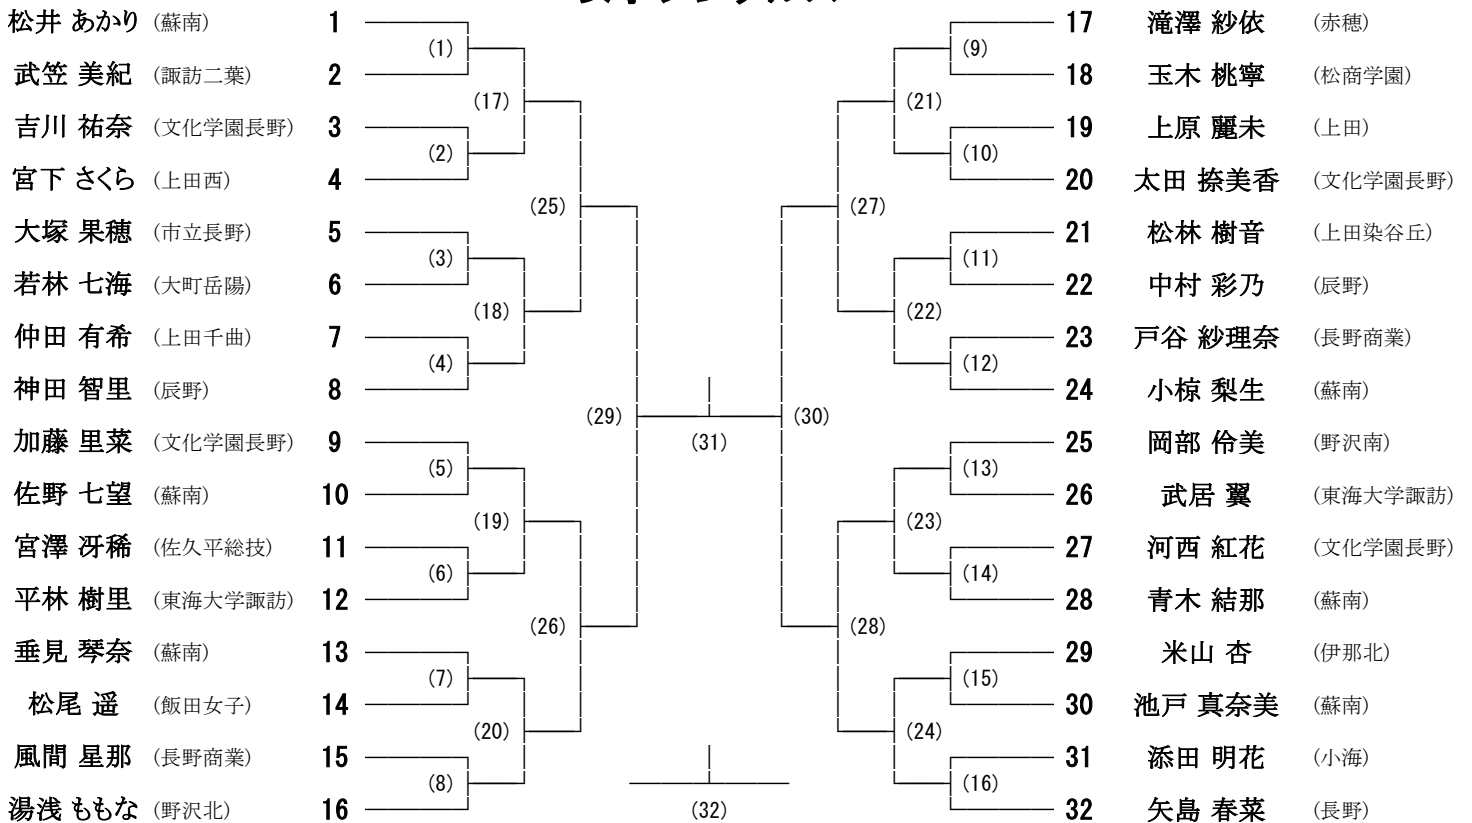 松井 あかり (蘇南) 1
(1)
武笠 美紀 (諏訪二葉) 2
(17)
吉川 祐奈 (文化学園長野) 3
(2)
宮下 さくら (上田西) 4
(25)
大塚 果穂 (市立長野) 5
(3)
若林 七海 (大町岳陽) 6
(18)
仲田 有希 (上田千曲) 7
(4)
神田 智里 (辰野) 8
(29)
加藤 里菜 (文化学園長野) 9
(5)
佐野 七望 (蘇南) 10
(19)
宮澤 冴稀 (佐久平総技) 11
(6)
平林 樹里 (東海大学諏訪) 12
(26)
垂見 琴奈 (蘇南) 13
(7)
松尾 遥 (飯田女子) 14
(20)
風間 星那 (長野商業) 15
(8)
湯浅 ももな (野沢北) 16
(31)
(32)
17 滝澤 紗依 (赤穂)
(9)
18 玉木 桃寧 (松商学園)
(21)
19 上原 麗未 (上田)
(10)
20 太田 捺美香 (文化学園長野)
(27)
21 松林 樹音 (上田染谷丘)
(11)
22 中村 彩乃 (辰野)
(22)
23 戸谷 紗理奈 (長野商業)
(12)
24 小椋 梨生 (蘇南)
(30)
25 岡部 伶美 (野沢南)
(13)
26 武居 翼 (東海大学諏訪)
(23)
27 河西 紅花 (文化学園長野)
(14)
28 青木 結那 (蘇南)
(28)
29 米山 杏 (伊那北)
(15)
30 池戸 真奈美 (蘇南)
(24)
31 添田 明花 (小海)
(16)
32 矢島 春菜 (長野)